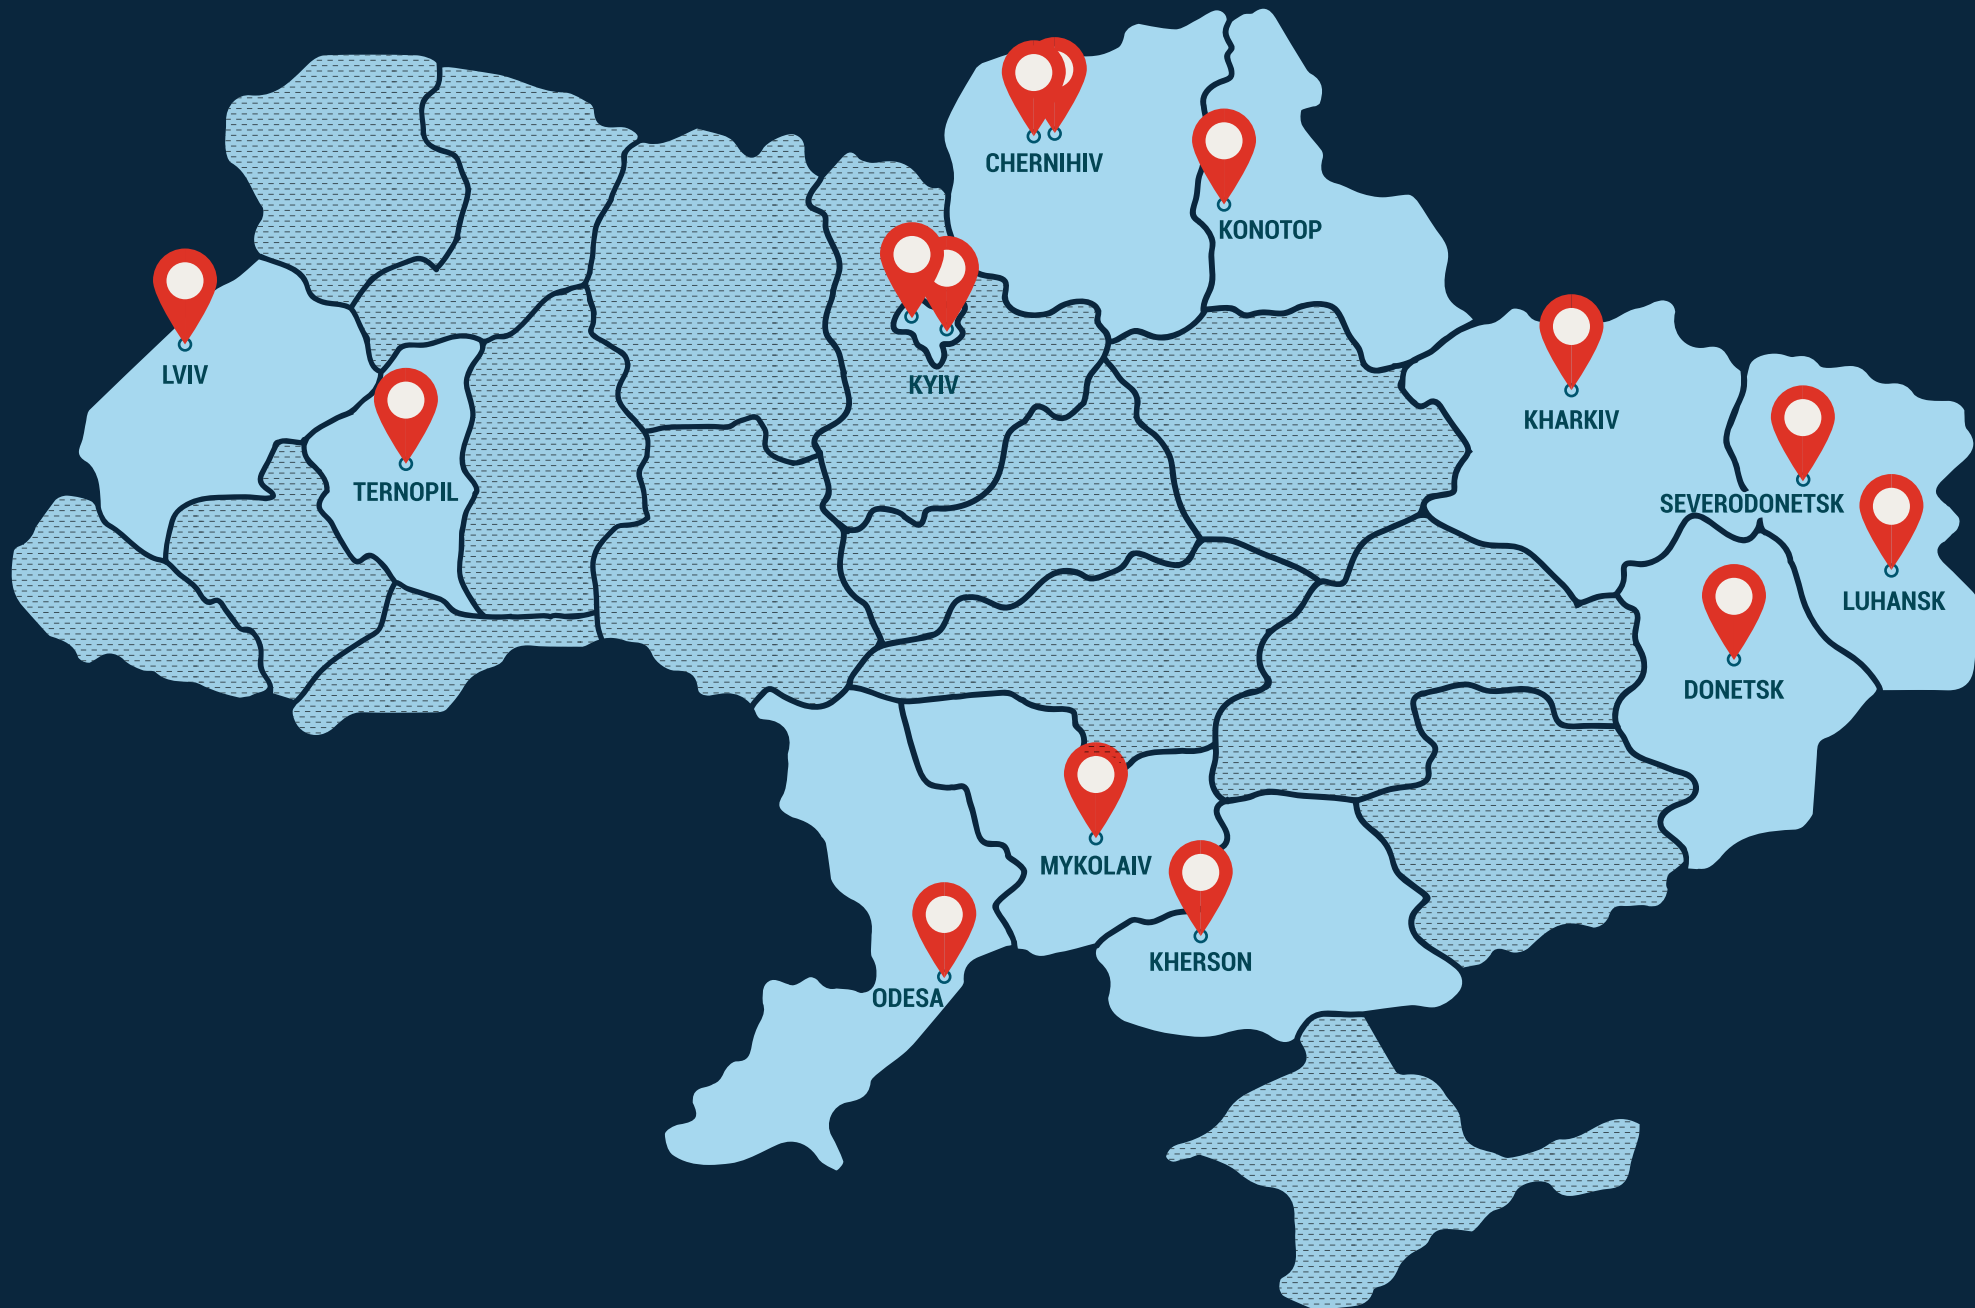 CHERNIHIV
KONOTOP
LVIV
KYIV
KHARKIV
TERNOPIL
SEVERODONETSK
LUHANSK
DONETSK
MYKOLAIV
KHERSON
ODESA